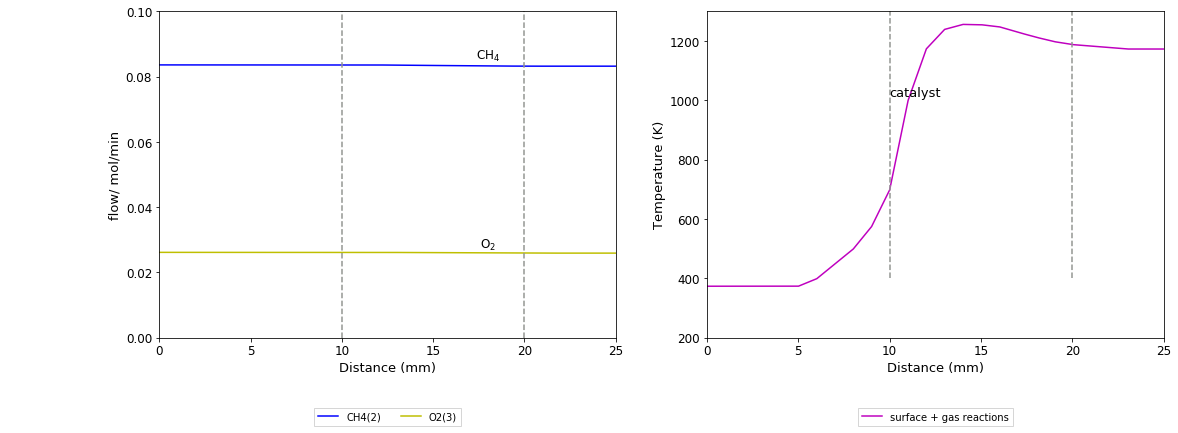 0.10
0.08
0.06
0.04
0.02
0.00
flow/ mol/min
CH₄
O₂
0 5 10 15 20 25
Distance (mm)
CH4(2) O2(3)
1200
1000
800
600
400
200
Temperature (K)
catalyst
0 5 10 15 20 25
Distance (mm)
surface + gas reactions